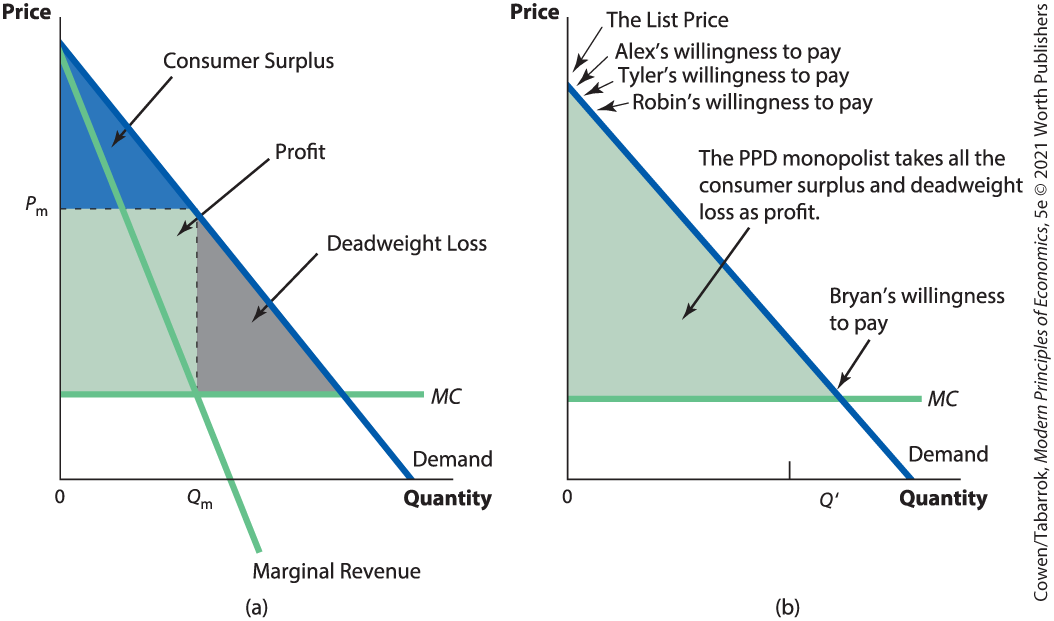 Price
Consumer Surplus
Profit
Pm
Deadweight Loss
MC
Demand
0
Qm
Quantity
Marginal Revenue
(a)
Price
The List Price
Alex's willingness to pay
Tyler's willingness to pay
Robin's willingness to pay
The PPD monopolist takes all the
consumer surplus and deadweight
loss as profit.
Bryan's willingness
to pay
MC
Demand
0
Q'
Quantity
(b)
Cowen/Tabarrok, Modern Principles of Economics, 5e © 2021 Worth Publishers